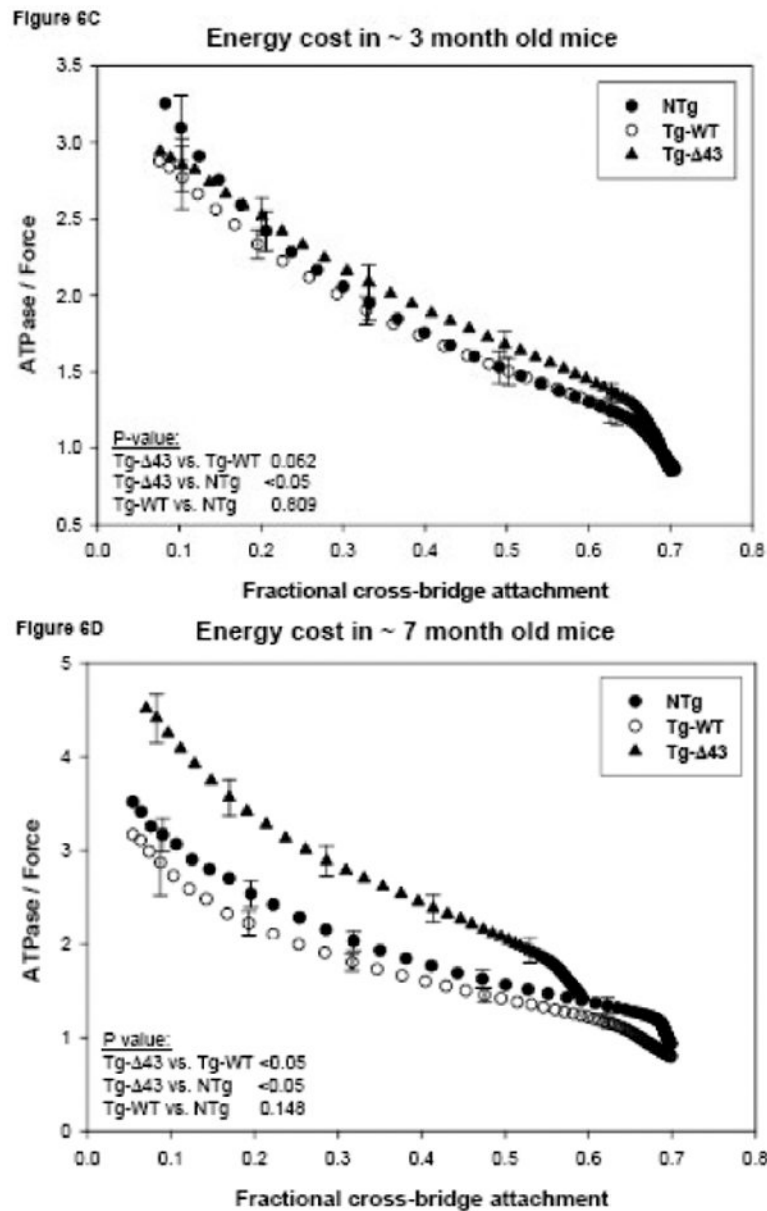 Figure 6C
Energy cost in ~ 3 month old mice
3.5
3.0
2.5
2.0
1.5
1.0
0.5
ATPase / Force
NTg
Tg-WT
Tg-Δ43
P-value:
Tg-Δ43 vs. Tg-WT 0.062
Tg-Δ43 vs. NTg <0.05
Tg-WT vs. NTg 0.809
0.0 0.1 0.2 0.3 0.4 0.5 0.6 0.7 0.8
Fractional cross-bridge attachment
Figure 6D
Energy cost in ~ 7 month old mice
5
4
3
2
1
0
ATPase / Force
NTg
Tg-WT
Tg-Δ43
P value:
Tg-Δ43 vs. Tg-WT <0.05
Tg-Δ43 vs. NTg <0.05
Tg-WT vs. NTg 0.148
0.0 0.1 0.2 0.3 0.4 0.5 0.6 0.7 0.8
Fractional cross-bridge attachment